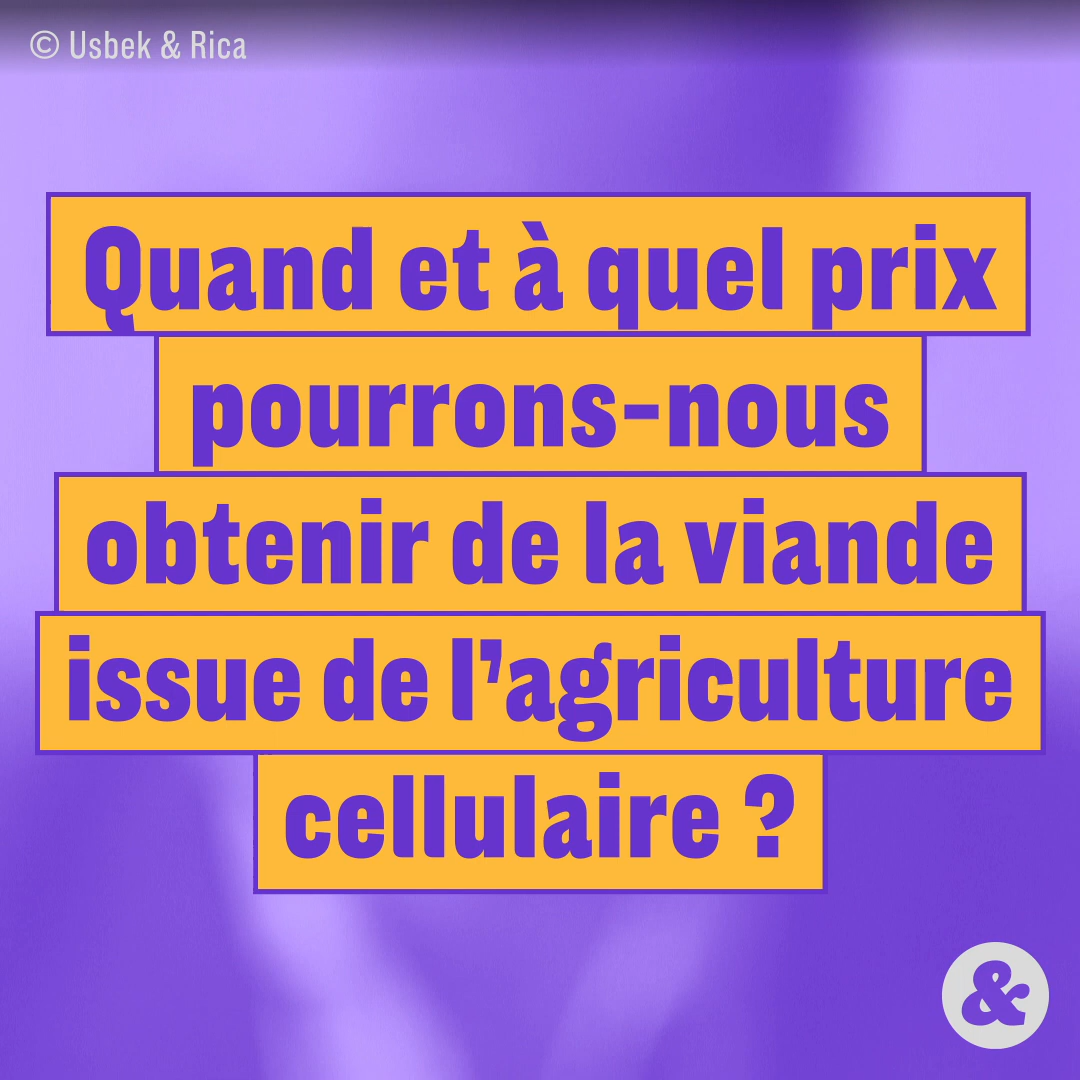 © Usbek & Rica
Quand et à quel prix
pourrons-nous
obtenir de la viande
issue de l’agriculture
cellulaire ?
&